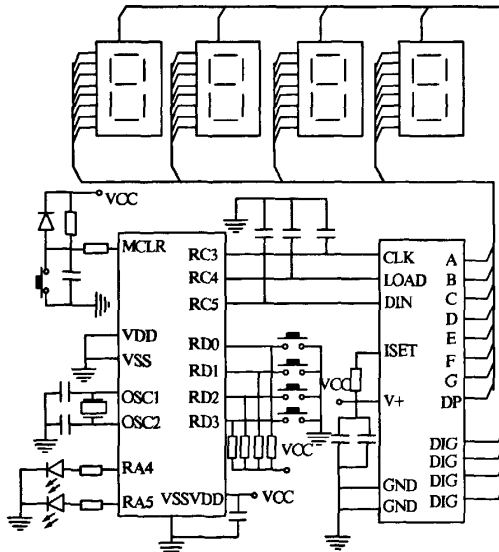 VCC
MCLR
VDD
VSS
OSC1
OSC2
RA4
RA5
RC3
RC4
RC5
RD0
RD1
RD2
RD3
VSSVDD
VCC
VCC
CLK
LOAD
DIN
ISET
VCC
V+
GND
GND
A
B
C
D
E
F
G
DP
DIG
DIG
DIG
DIG